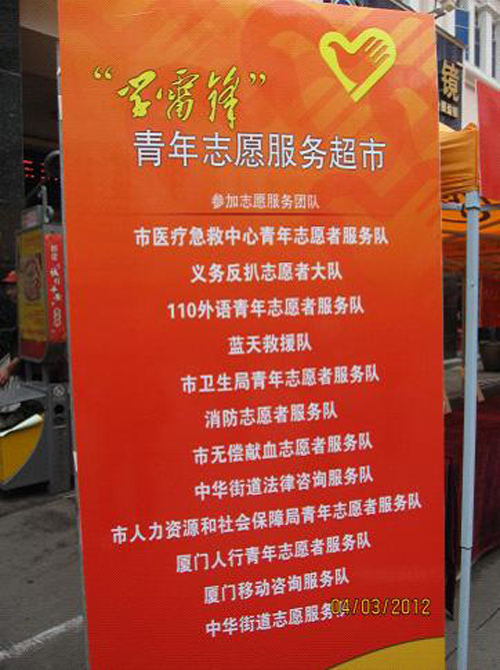 “学雷锋”
青年志愿服务超市
参加志愿服务团队
市医疗急救中心青年志愿者服务队
义务反扒志愿者大队
110外语青年志愿者服务队
蓝天救援队
市卫生局青年志愿者服务队
消防志愿者服务队
市无偿献血志愿者服务队
中华街道法律咨询服务队
市人力资源和社会保障局青年志愿者服务队
厦门人行青年志愿者服务队
厦门移动咨询服务队
中华街道志愿服务队
04/03/2012
镜